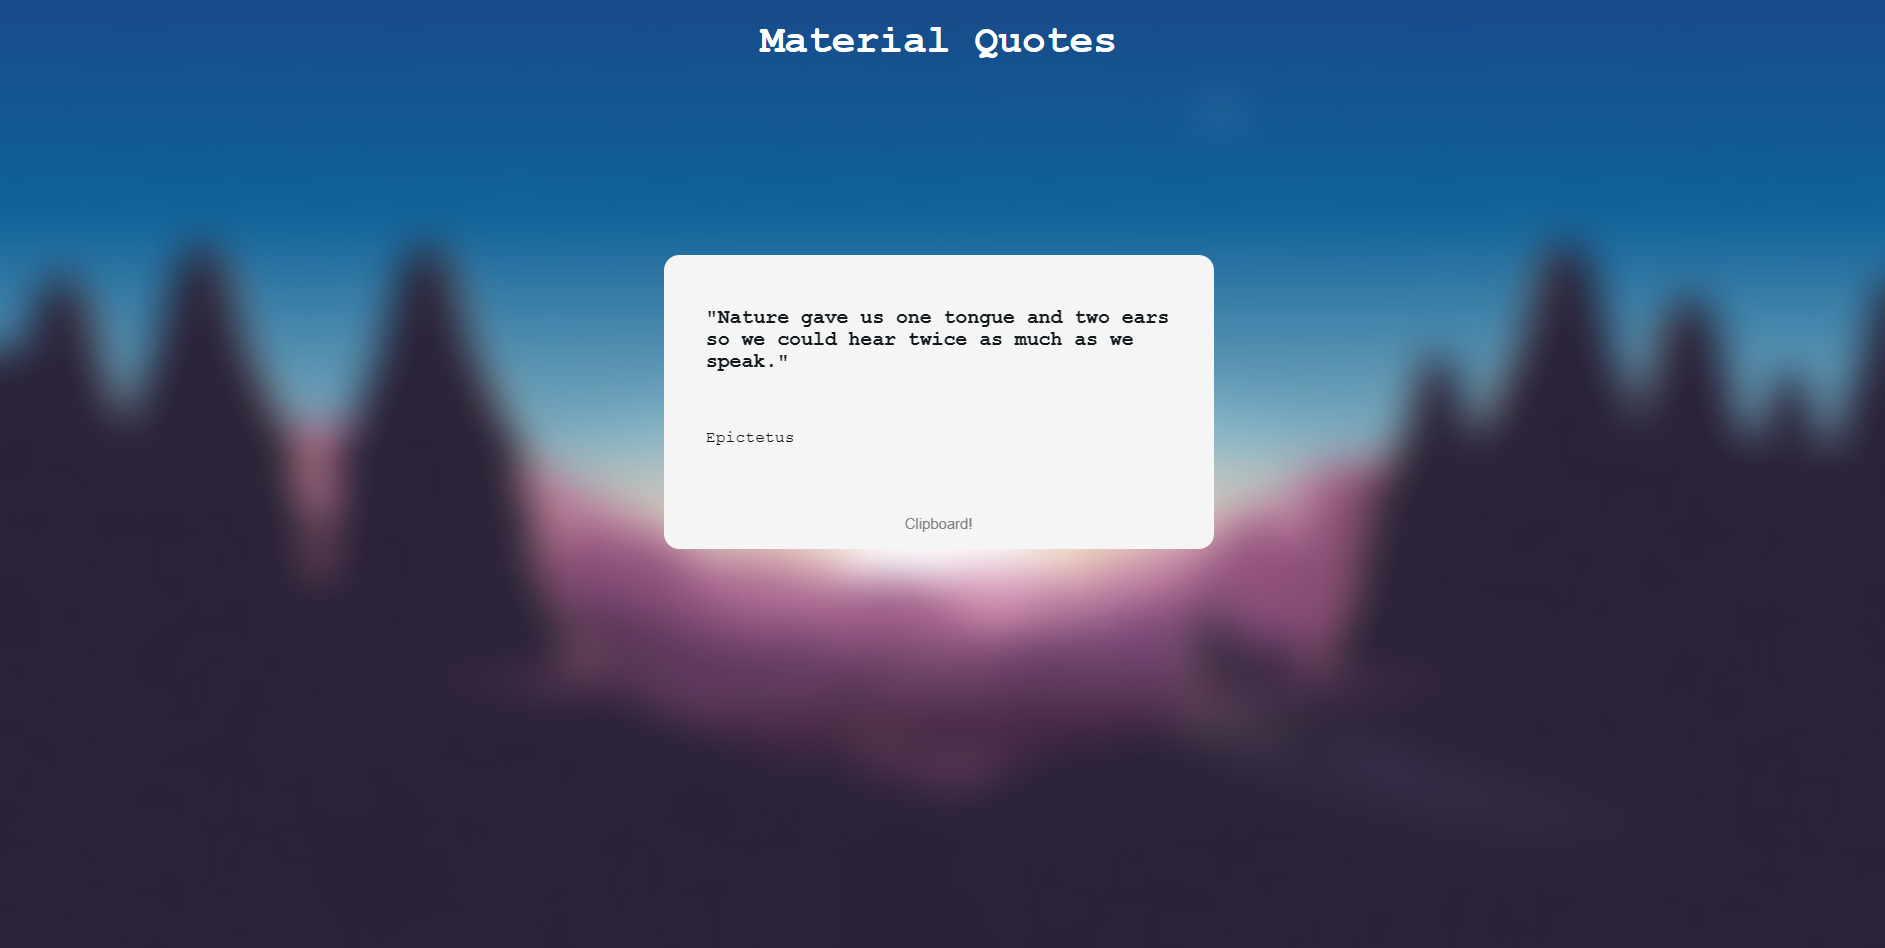 Material Quotes
"Nature gave us one tongue and two ears
so we could hear twice as much as we
speak."
Epictetus
Clipboard!